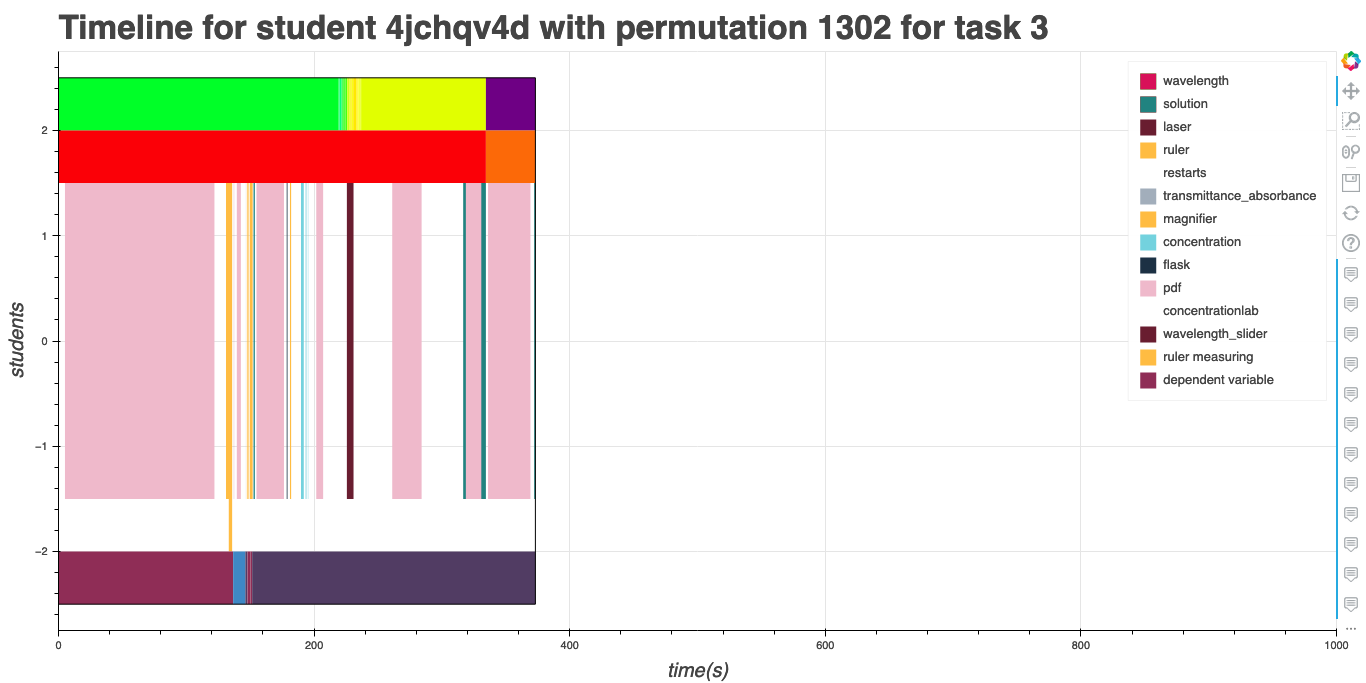 Timeline for student 4jchqv4d with permutation 1302 for task 3
wavelength
solution
laser
ruler
restarts
transmittance_absorbance
magnifier
concentration
flask
pdf
concentrationlab
wavelength_slider
ruler measuring
dependent variable
2
1
0
−1
−2
students
0
200
400
600
800
1000
time(s)